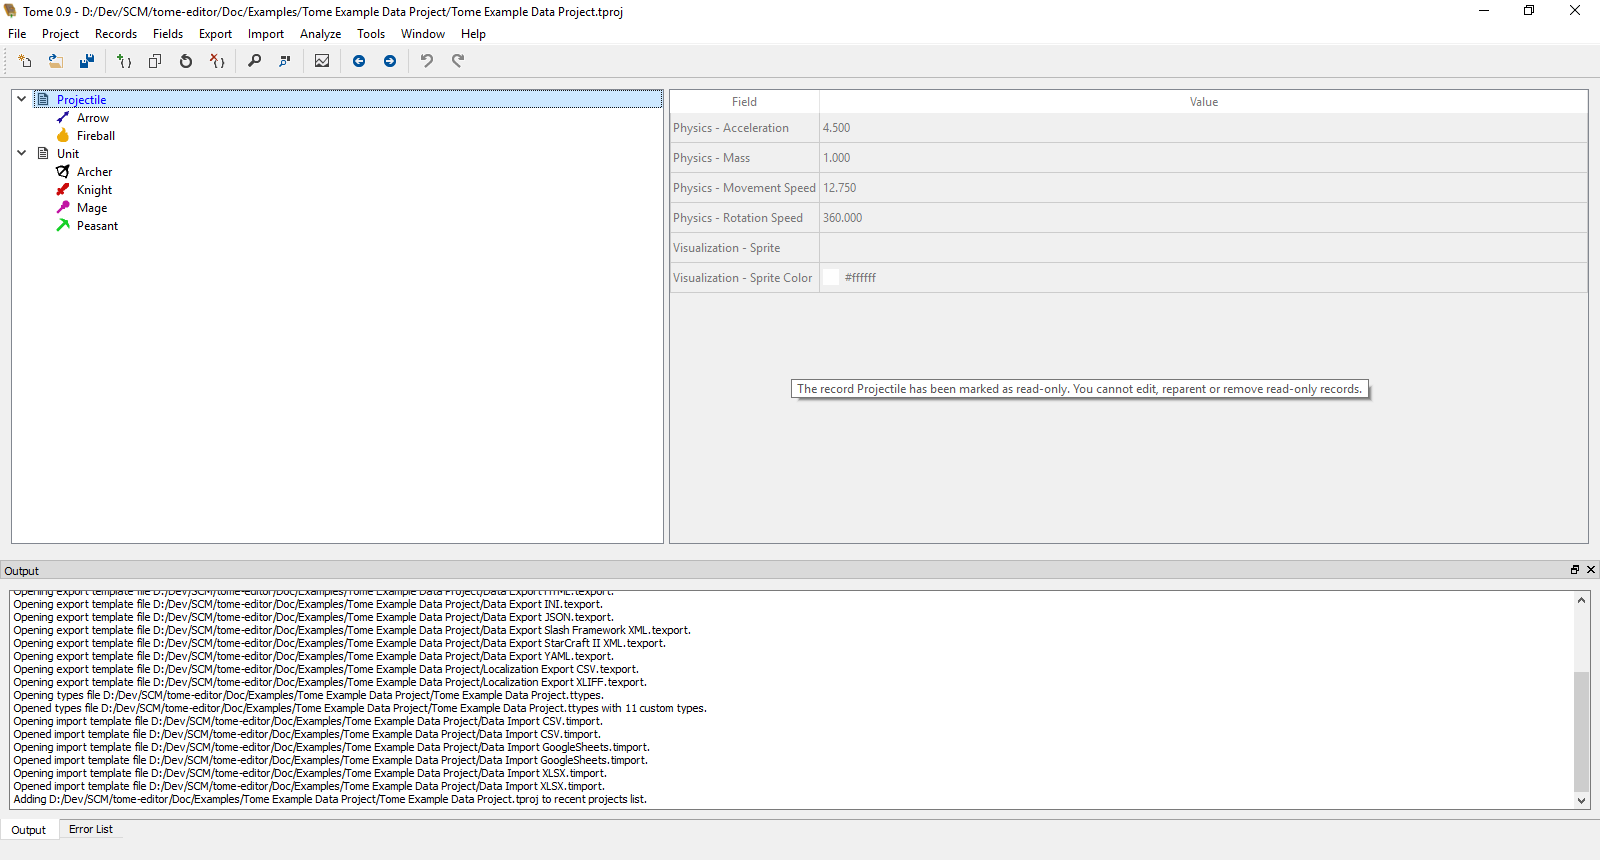 Tome 0.9 - D:/Dev/SCM/tome-editor/Doc/Examples/Tome Example Data Project/Tome Example Data Project.tproj
File Project Records Fields Export Import Analyze Tools Window Help
Projectile
Arrow
Fireball
Unit
Archer
Knight
Mage
Peasant
Field Value
Physics - Acceleration 4.500
Physics - Mass 1.000
Physics - Movement Speed 12.750
Physics - Rotation Speed 360.000
Visualization - Sprite
Visualization - Sprite Color #ffffff
The record Projectile has been marked as read-only. You cannot edit, reparent or remove read-only records.
Output
Opening export template file D:/Dev/SCM/tome-editor/Doc/Examples/Tome Example Data Project/Data Export HTML.texport.
Opening export template file D:/Dev/SCM/tome-editor/Doc/Examples/Tome Example Data Project/Data Export INI.texport.
Opening export template file D:/Dev/SCM/tome-editor/Doc/Examples/Tome Example Data Project/Data Export JSON.texport.
Opening export template file D:/Dev/SCM/tome-editor/Doc/Examples/Tome Example Data Project/Data Export Slash Framework XML.texport.
Opening export template file D:/Dev/SCM/tome-editor/Doc/Examples/Tome Example Data Project/Data Export StarCraft II XML.texport.
Opening export template file D:/Dev/SCM/tome-editor/Doc/Examples/Tome Example Data Project/Data Export YAML.texport.
Opening export template file D:/Dev/SCM/tome-editor/Doc/Examples/Tome Example Data Project/Localization Export CSV.texport.
Opening export template file D:/Dev/SCM/tome-editor/Doc/Examples/Tome Example Data Project/Localization Export XLIFF.texport.
Opening types file D:/Dev/SCM/tome-editor/Doc/Examples/Tome Example Data Project/Tome Example Data Project.ttypes.
Opened types file D:/Dev/SCM/tome-editor/Doc/Examples/Tome Example Data Project/Tome Example Data Project.ttypes with 11 custom types.
Opening import template file D:/Dev/SCM/tome-editor/Doc/Examples/Tome Example Data Project/Data Import CSV.timport.
Opened import template file D:/Dev/SCM/tome-editor/Doc/Examples/Tome Example Data Project/Data Import CSV.timport.
Opening import template file D:/Dev/SCM/tome-editor/Doc/Examples/Tome Example Data Project/Data Import GoogleSheets.timport.
Opened import template file D:/Dev/SCM/tome-editor/Doc/Examples/Tome Example Data Project/Data Import GoogleSheets.timport.
Opening import template file D:/Dev/SCM/tome-editor/Doc/Examples/Tome Example Data Project/Data Import XLSX.timport.
Opened import template file D:/Dev/SCM/tome-editor/Doc/Examples/Tome Example Data Project/Data Import XLSX.timport.
Adding D:/Dev/SCM/tome-editor/Doc/Examples/Tome Example Data Project/Tome Example Data Project.tproj to recent projects list.
Output Error List